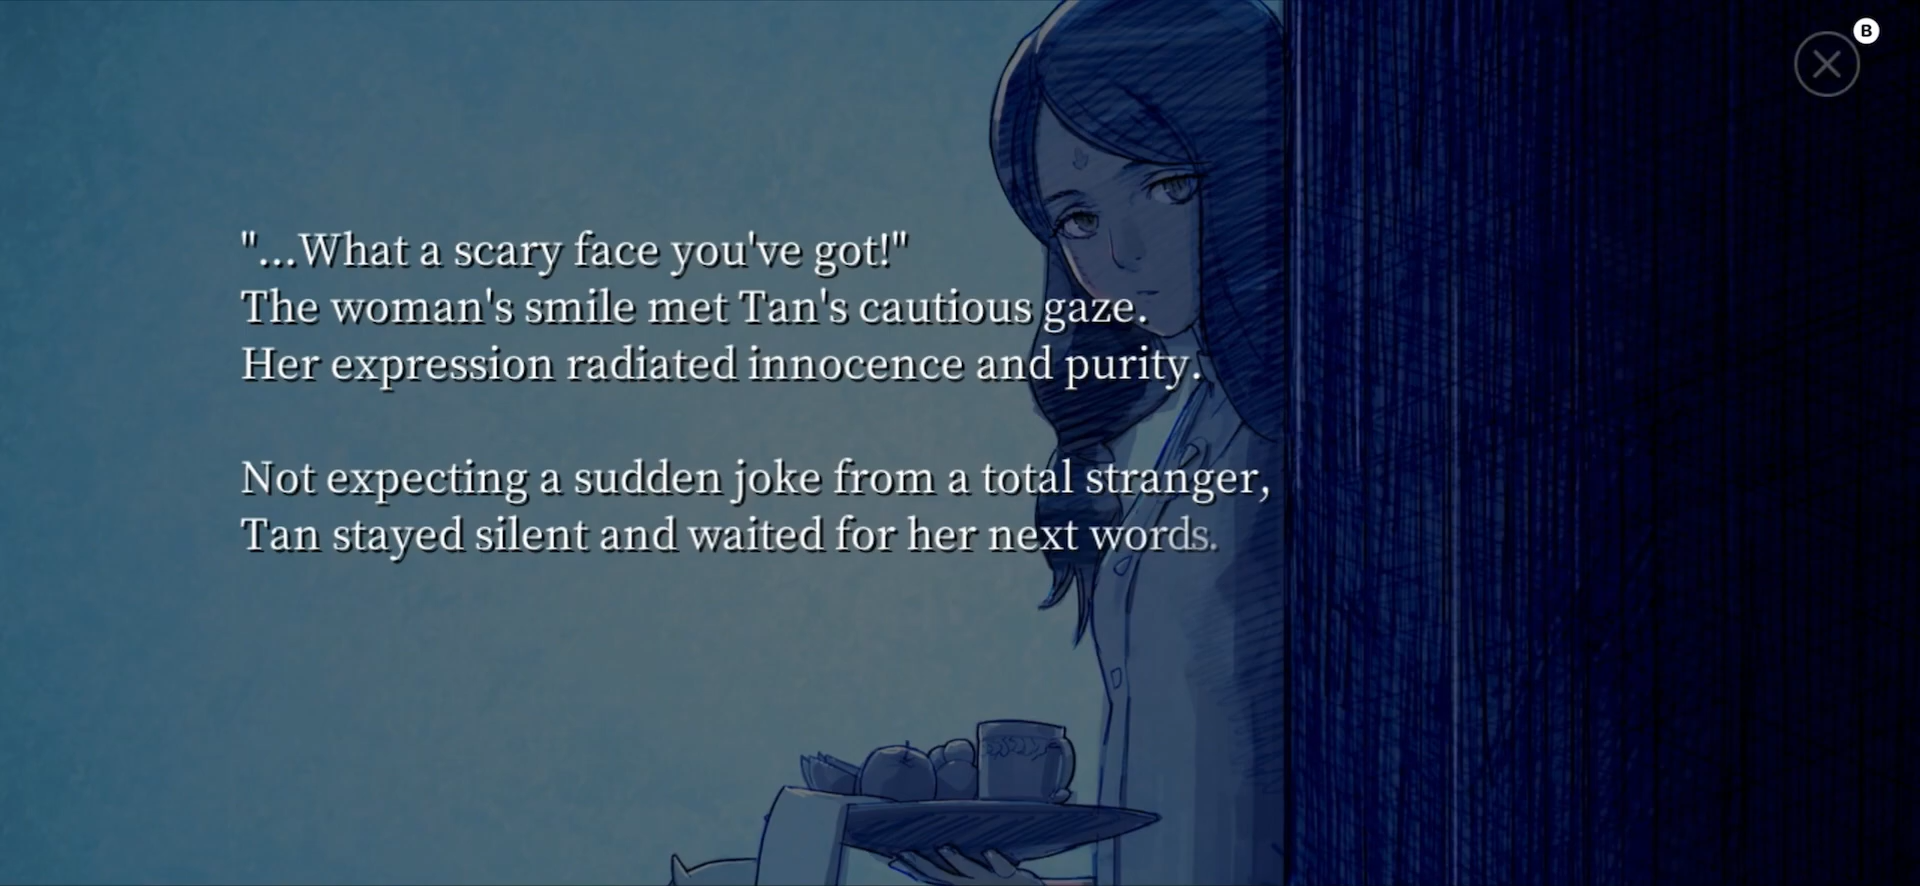 B
"...What a scary face you've got!"
The woman's smile met Tan's cautious gaze.
Her expression radiated innocence and purity.
Not expecting a sudden joke from a total stranger,
Tan stayed silent and waited for her next words.